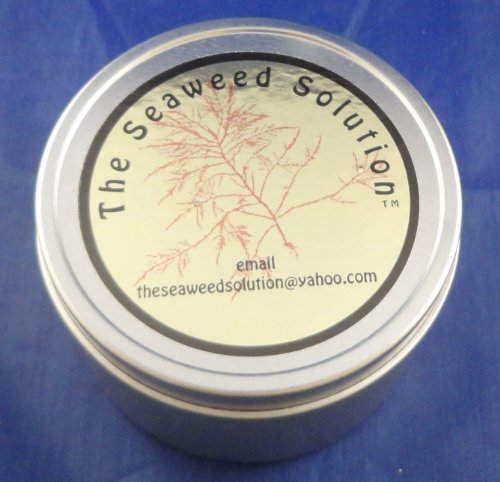 The Seaweed Solution™
email
theseaweedsolution@yahoo.com